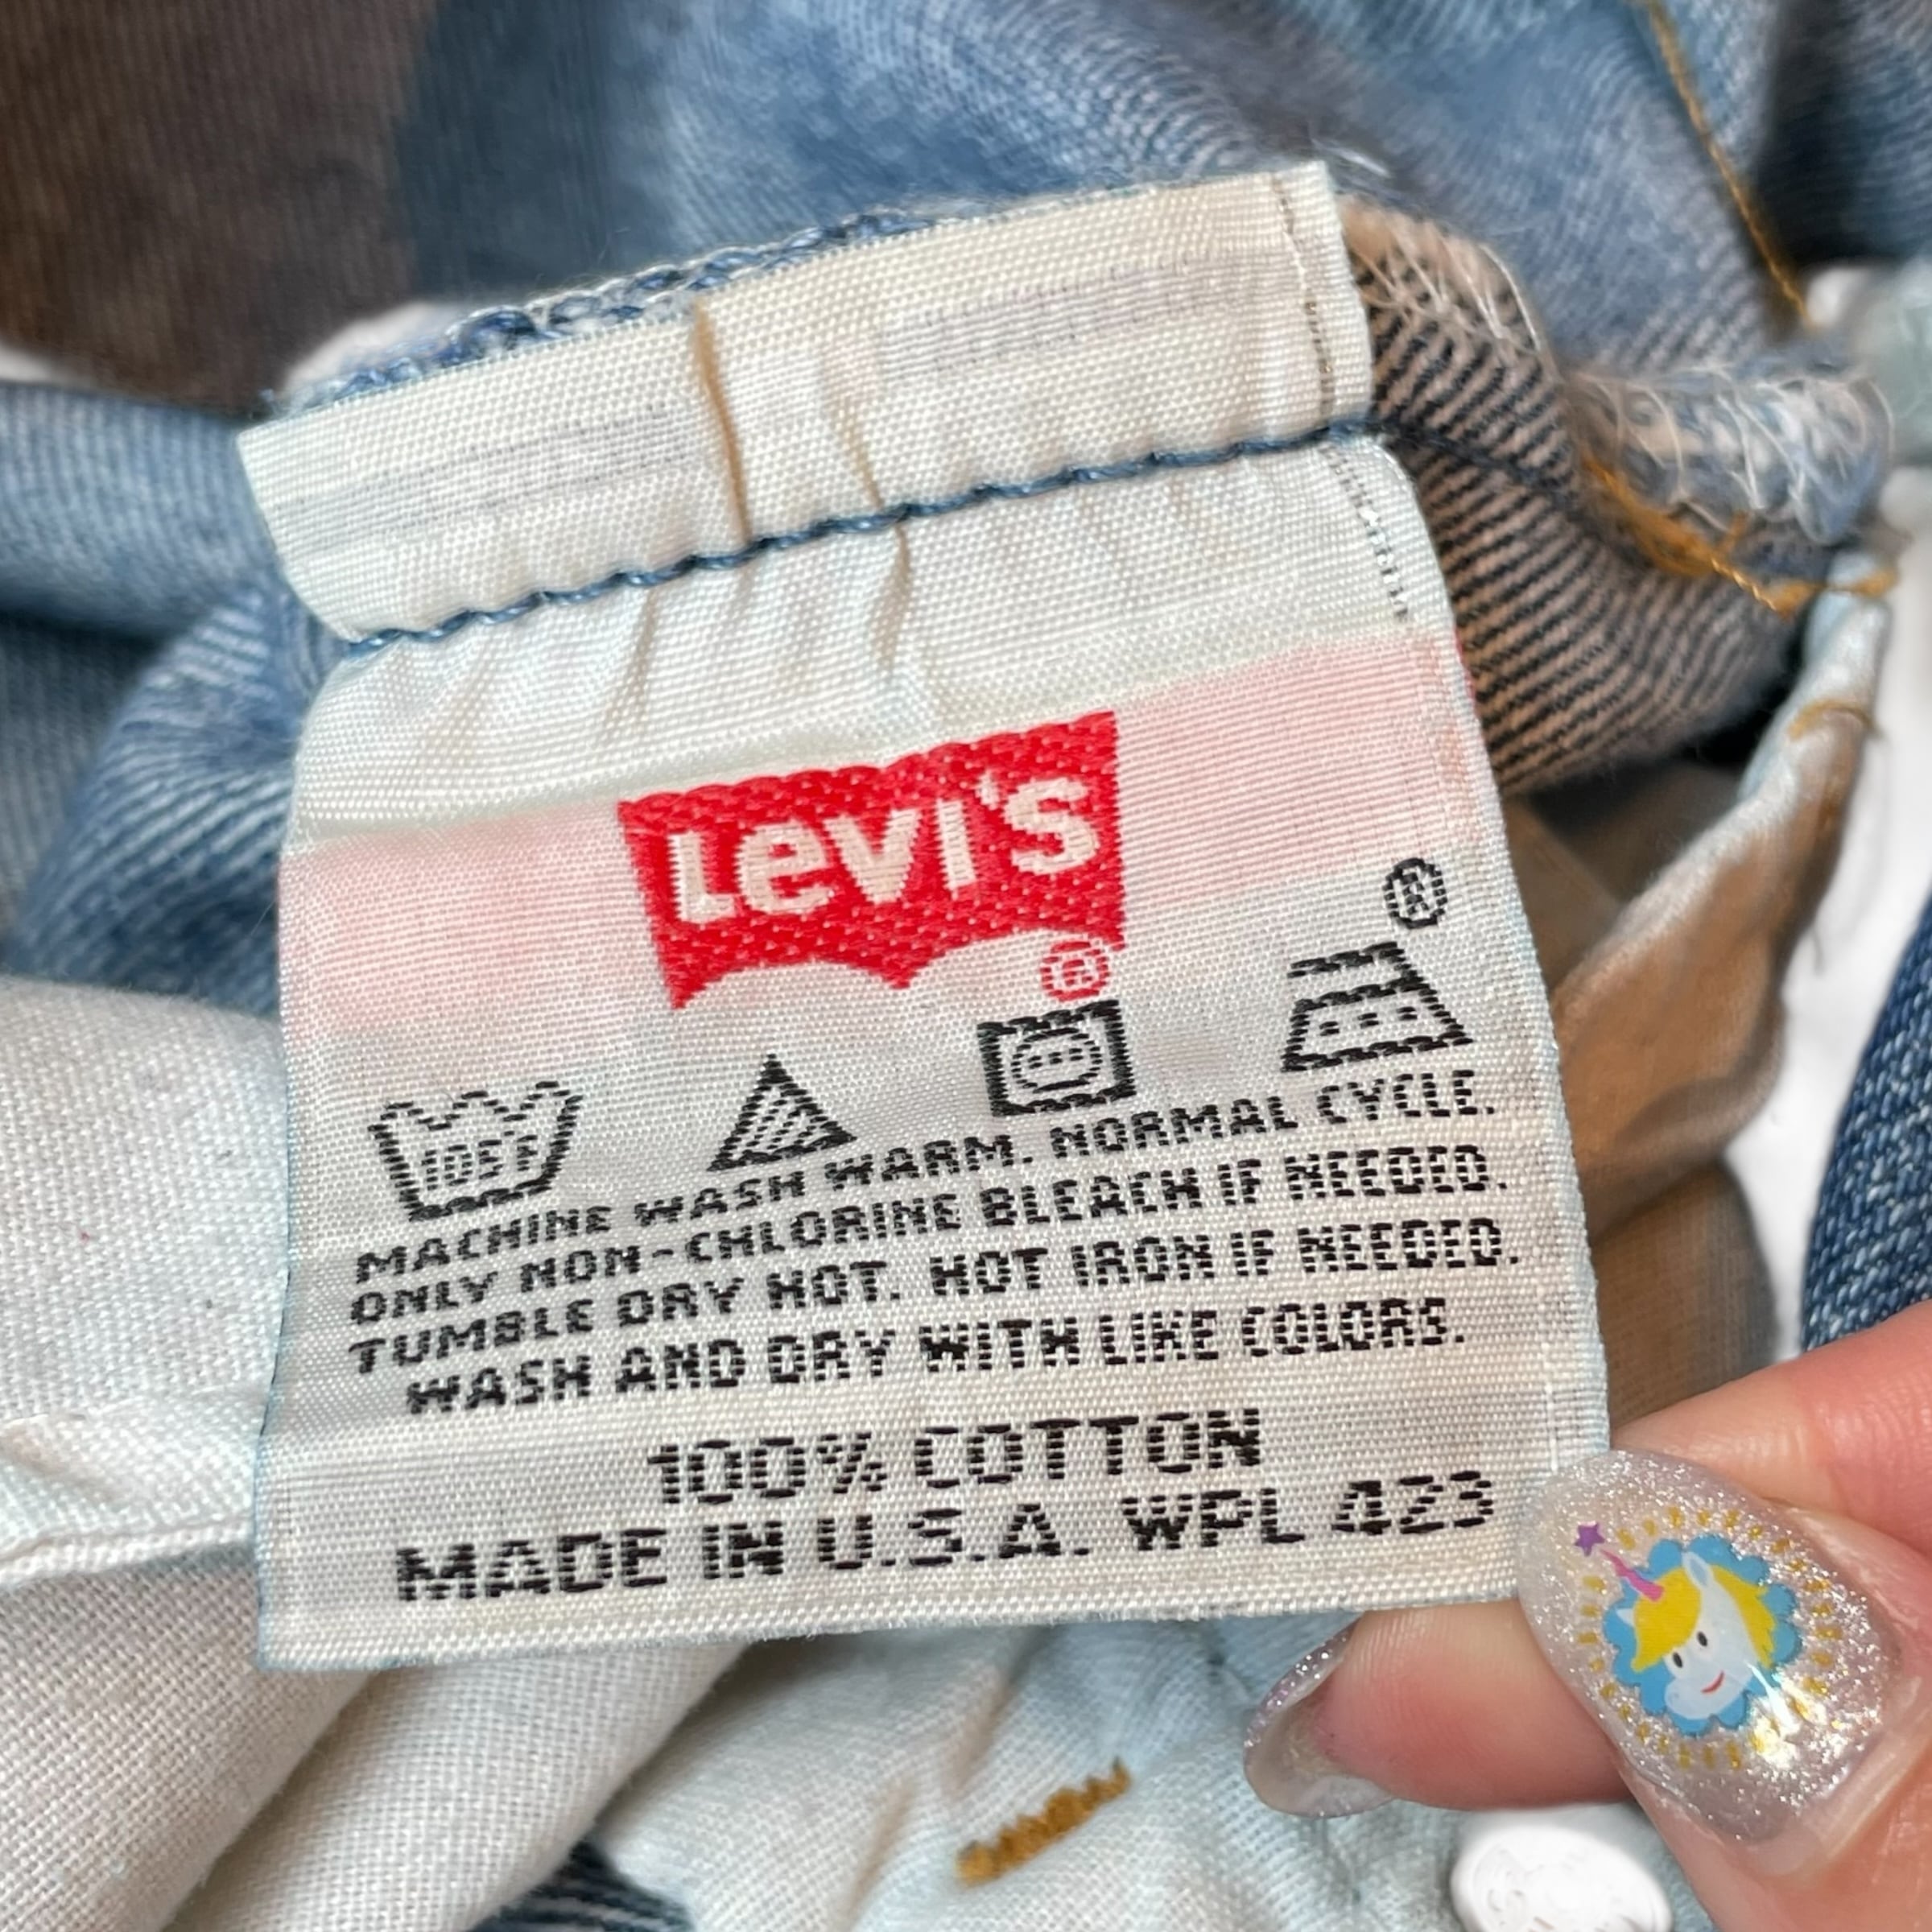 Levi's
®
®
105°F
MACHINE WASH WARM. NORMAL CYCLE.
ONLY NON-CHLORINE BLEACH IF NEEDED.
TUMBLE DRY HOT. HOT IRON IF NEEDED.
WASH AND DRY WITH LIKE COLORS.
100% COTTON
MADE IN U.S.A. WPL 423